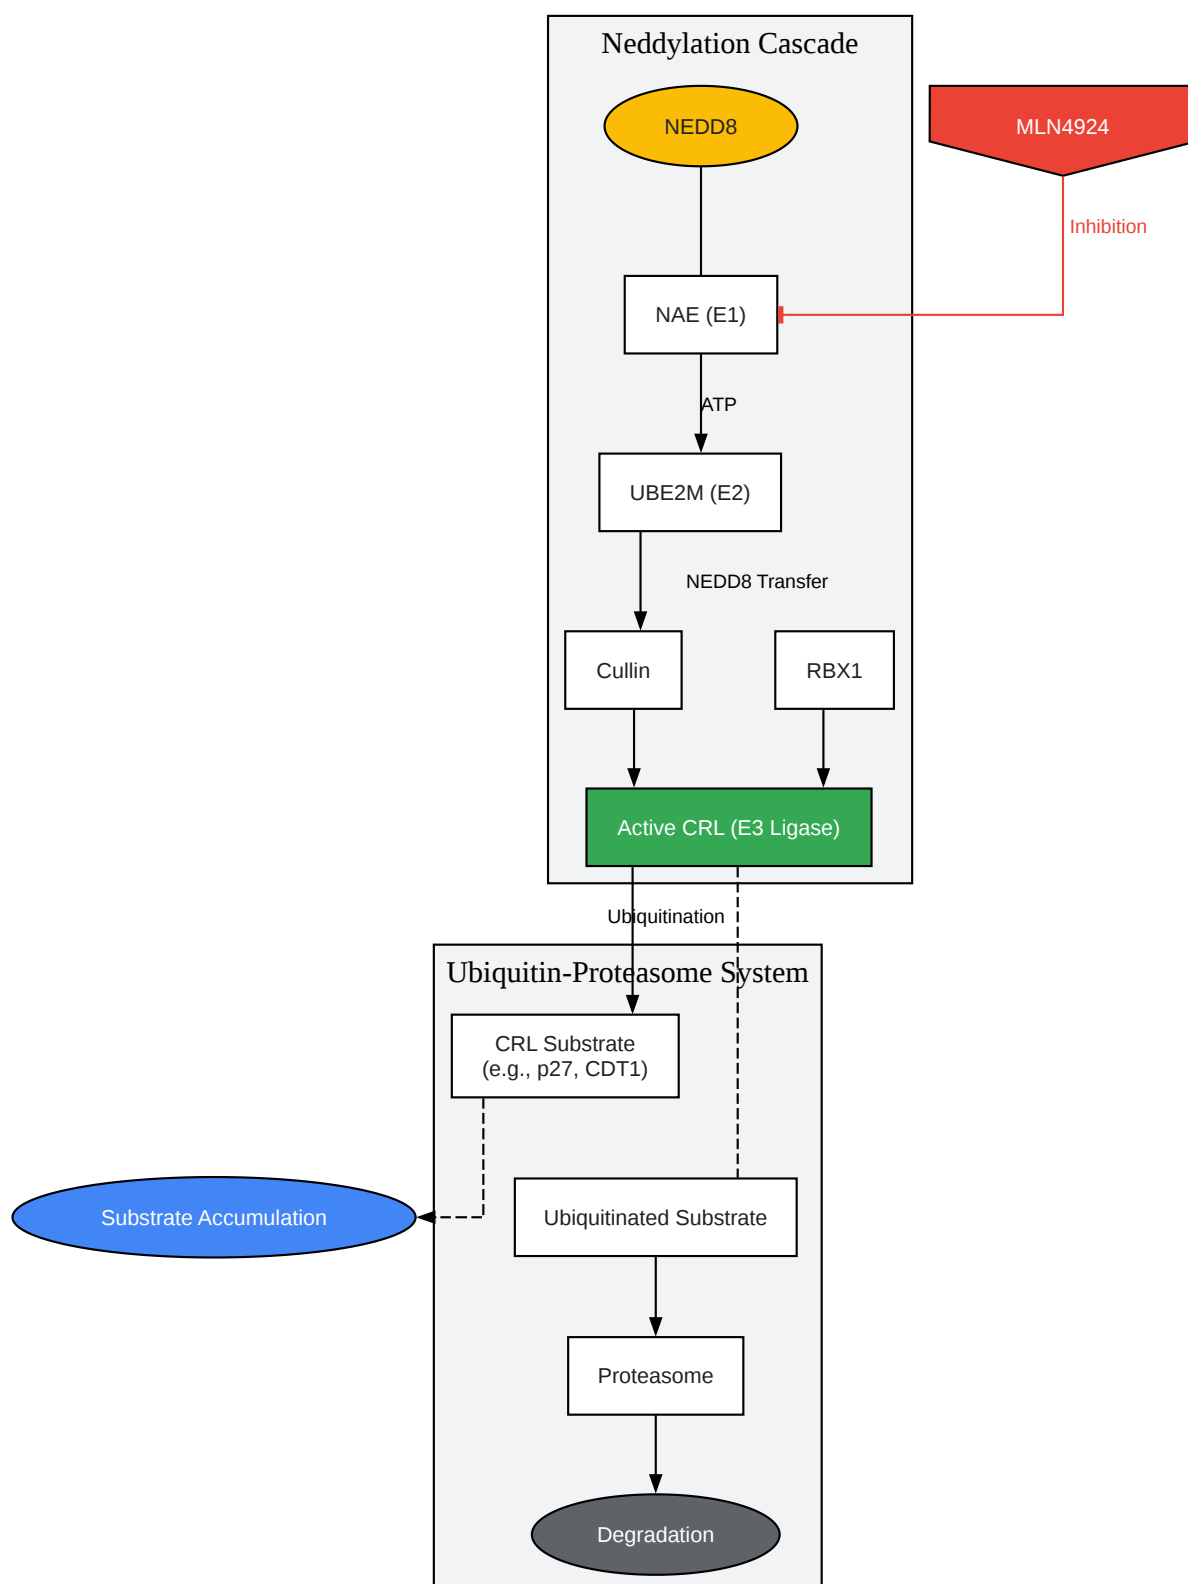 Neddylation Cascade
NEDD8
MLN4924
Inhibition
NAE (E1)
ATP
UBE2M (E2)
NEDD8 Transfer
Cullin
RBX1
Active CRL (E3 Ligase)
Ubiquitination
Ubiquitin-Proteasome System
CRL Substrate
(e.g., p27, CDT1)
Substrate Accumulation
Ubiquitinated Substrate
Proteasome
Degradation